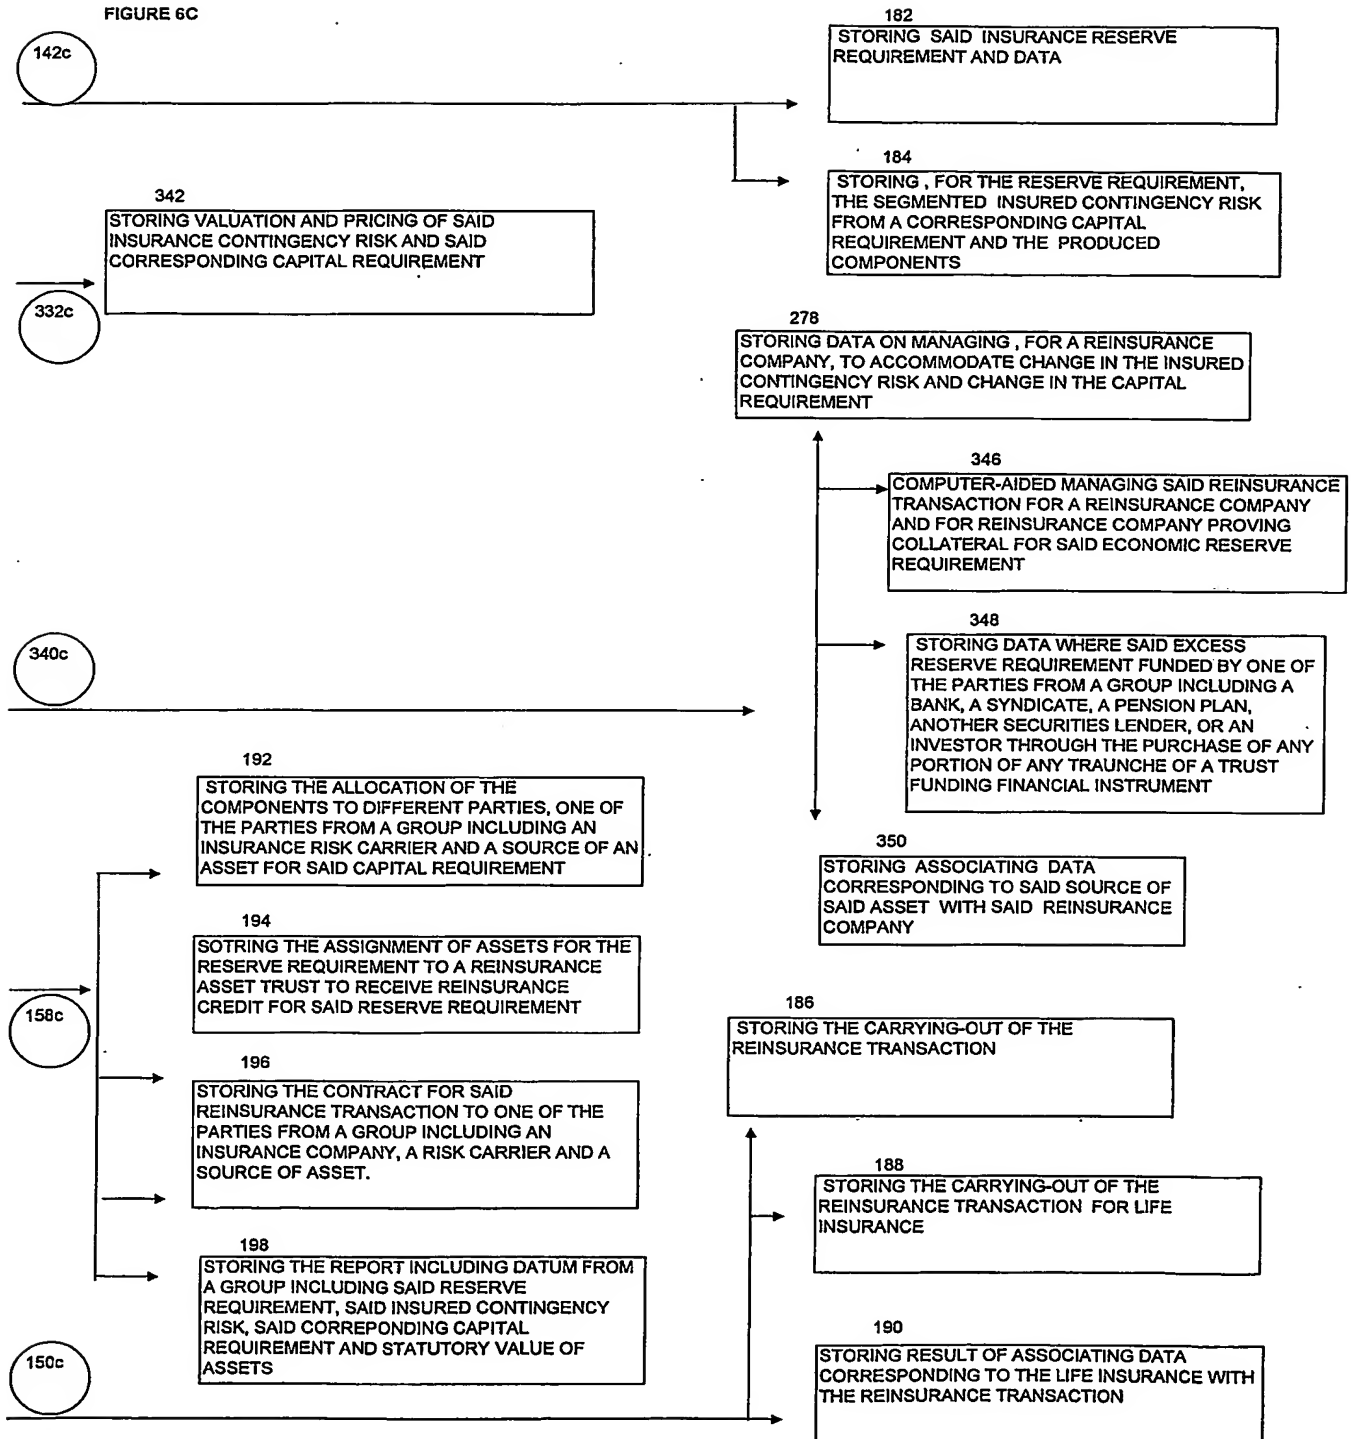 FIGURE 6C
142c
182
STORING SAID INSURANCE RESERVE
REQUIREMENT AND DATA
184
STORING , FOR THE RESERVE REQUIREMENT,
THE SEGMENTED INSURED CONTINGENCY RISK
FROM A CORRESPONDING CAPITAL
REQUIREMENT AND THE PRODUCED
COMPONENTS
342
STORING VALUATION AND PRICING OF SAID
INSURANCE CONTINGENCY RISK AND SAID
CORRESPONDING CAPITAL REQUIREMENT
332c
278
STORING DATA ON MANAGING , FOR A REINSURANCE
COMPANY, TO ACCOMMODATE CHANGE IN THE INSURED
CONTINGENCY RISK AND CHANGE IN THE CAPITAL
REQUIREMENT
346
COMPUTER-AIDED MANAGING SAID REINSURANCE
TRANSACTION FOR A REINSURANCE COMPANY
AND FOR REINSURANCE COMPANY PROVING
COLLATERAL FOR SAID ECONOMIC RESERVE
REQUIREMENT
348
STORING DATA WHERE SAID EXCESS
RESERVE REQUIREMENT FUNDED BY ONE OF
THE PARTIES FROM A GROUP INCLUDING A
BANK, A SYNDICATE, A PENSION PLAN,
ANOTHER SECURITIES LENDER, OR AN
INVESTOR THROUGH THE PURCHASE OF ANY
PORTION OF ANY TRAUNCHE OF A TRUST
FUNDING FINANCIAL INSTRUMENT
340c
350
STORING ASSOCIATING DATA
CORRESPONDING TO SAID SOURCE OF
SAID ASSET WITH SAID REINSURANCE
COMPANY
192
STORING THE ALLOCATION OF THE
COMPONENTS TO DIFFERENT PARTIES, ONE OF
THE PARTIES FROM A GROUP INCLUDING AN
INSURANCE RISK CARRIER AND A SOURCE OF AN
ASSET FOR SAID CAPITAL REQUIREMENT
194
SOTRING THE ASSIGNMENT OF ASSETS FOR THE
RESERVE REQUIREMENT TO A REINSURANCE
ASSET TRUST TO RECEIVE REINSURANCE
CREDIT FOR SAID RESERVE REQUIREMENT
158c
196
STORING THE CONTRACT FOR SAID
REINSURANCE TRANSACTION TO ONE OF THE
PARTIES FROM A GROUP INCLUDING AN
INSURANCE COMPANY, A RISK CARRIER AND A
SOURCE OF ASSET.
198
STORING THE REPORT INCLUDING DATUM FROM
A GROUP INCLUDING SAID RESERVE
REQUIREMENT, SAID INSURED CONTINGENCY
RISK, SAID CORREPONDING CAPITAL
REQUIREMENT AND STATUTORY VALUE OF
ASSETS
150c
186
STORING THE CARRYING-OUT OF THE
REINSURANCE TRANSACTION
188
STORING THE CARRYING-OUT OF THE
REINSURANCE TRANSACTION FOR LIFE
INSURANCE
190
STORING RESULT OF ASSOCIATING DATA
CORRESPONDING TO THE LIFE INSURANCE WITH
THE REINSURANCE TRANSACTION